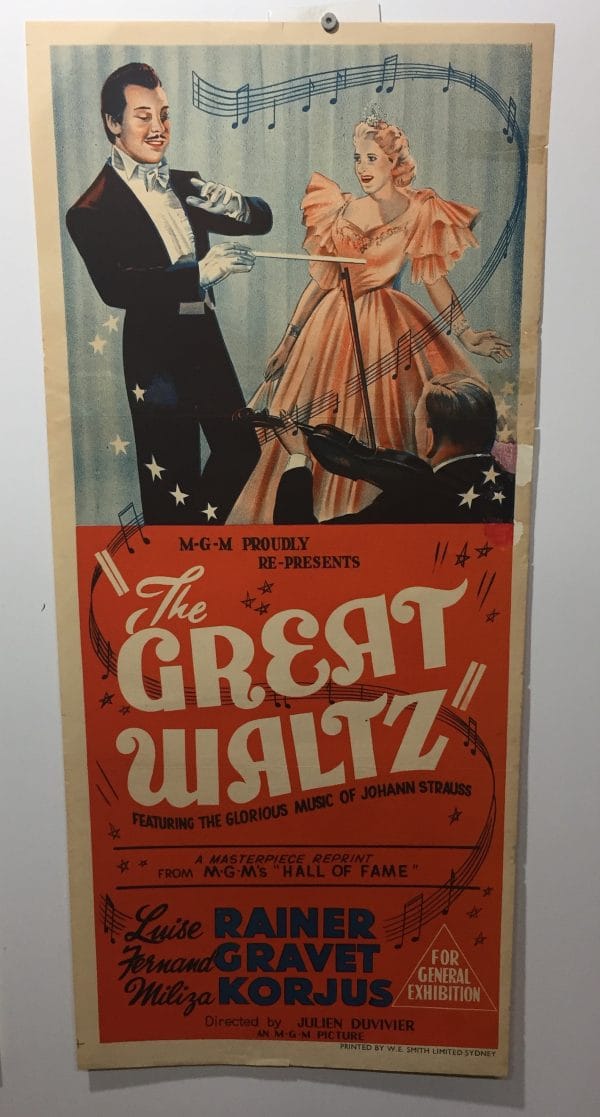 M-G-M PROUDLY
RE-PRESENTS
"The
GREAT
WALTZ"
FEATURING THE GLORIOUS MUSIC OF JOHANN STRAUSS
A MASTERPIECE REPRINT
FROM M-G-M's "HALL OF FAME"
Luise RAINER
Fernand GRAVET
Miliza KORJUS
FOR
GENERAL
EXHIBITION
Directed by JULIEN DUVIVIER
AN M-G-M PICTURE
PRINTED BY W.E. SMITH LIMITED-SYDNEY